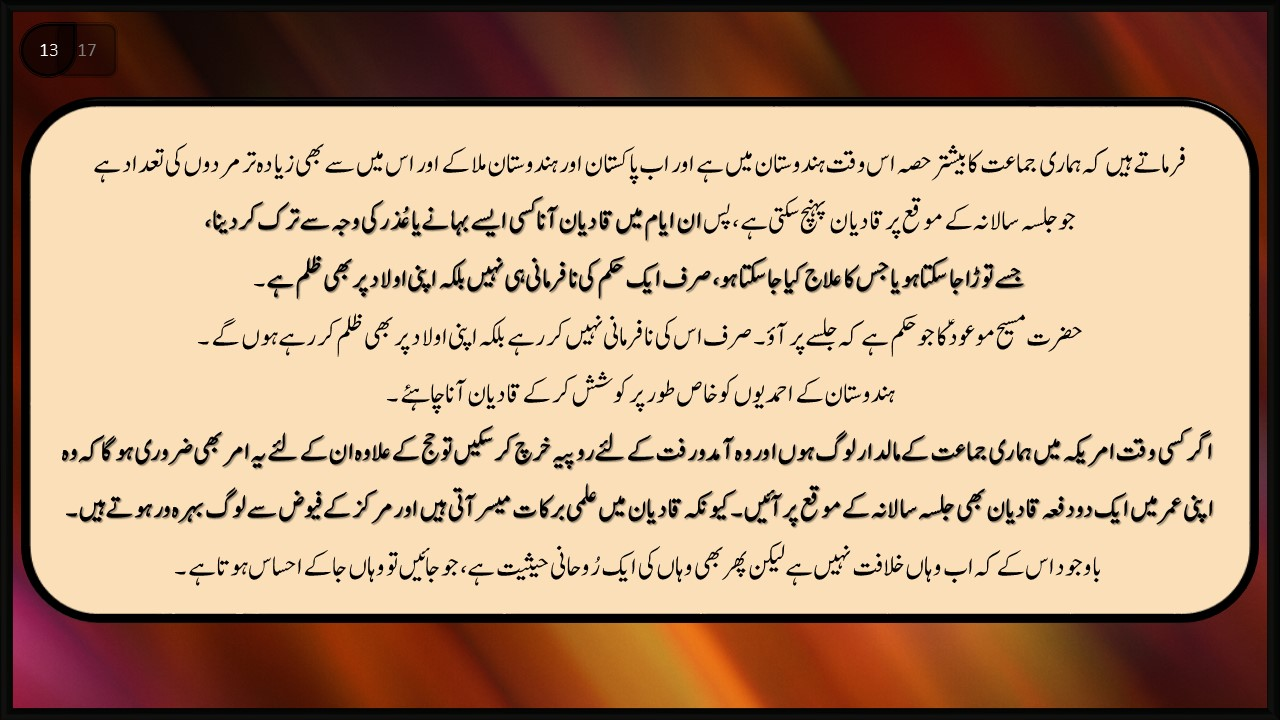 13 17
فرماتے ہیں کہ ہماری جماعت کا بیشتر حصہ اس وقت ہندوستان میں ہے اور اب پاکستان اور ہندوستان ملا کے اور اس میں سے بھی زیادہ تر مردوں کی تعداد ہے
جو جلسہ سالانہ کے موقع پر قادیان پہنچ سکتی ہے، پس ان ایام میں قادیان آنا کسی ایسے بہانے یا عُذر کی وجہ سے ترک کر دینا،
جسے توڑا جا سکتا ہو یا جس کا علاج کیا جا سکتا ہو، صرف ایک حکم کی نافرمانی ہی نہیں بلکہ اپنی اولاد پر بھی ظلم ہے۔
حضرت مسیح موعودؑ کا جو حکم ہے کہ جلسے پر آؤ۔ صرف اس کی نافرمانی نہیں کر رہے بلکہ اپنی اولاد پر بھی ظلم کر رہے ہوں گے۔
ہندوستان کے احمدیوں کو خاص طور پر کوشش کر کے قادیان آنا چاہئے۔
اگر کسی وقت امریکہ میں ہماری جماعت کے مالدار لوگ ہوں اور وہ آمدورفت کے لئے روپیہ خرچ کر سکیں تو حج کے علاوہ ان کے لئے یہ امر بھی ضروری ہو گا کہ وہ
اپنی عمر میں ایک دو دفعہ قادیان بھی جلسہ سالانہ کے موقع پر آئیں۔ کیونکہ قادیان میں علمی برکات میسر آتی ہیں اور مرکز کے فیوض سے لوگ بہرہ ور ہوتے ہیں۔
باوجود اس کے کہ اب وہاں خلافت نہیں ہے لیکن پھر بھی وہاں کی ایک رُوحانی حیثیت ہے، جو جائیں تو وہاں جا کے احساس ہوتا ہے۔